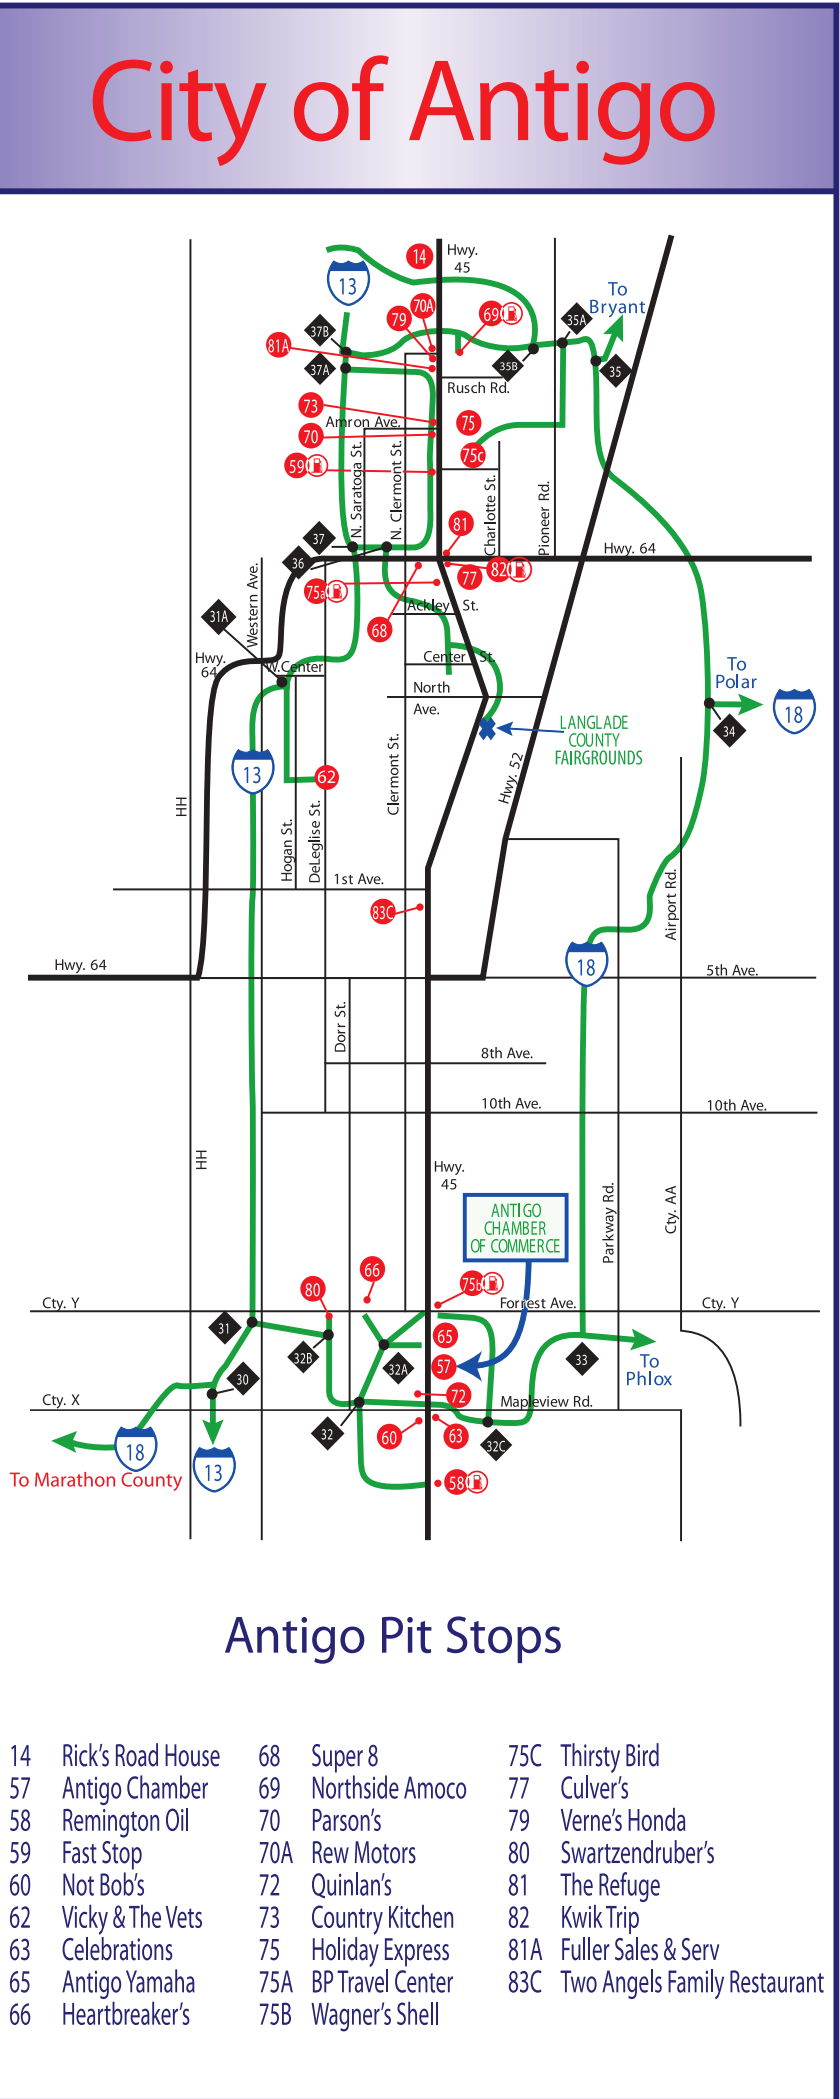 City of Antigo
14
Hwy.
45
13
To
Bryant
70A
69
79
35A
37B
81A
35B
37A
35
Rusch Rd.
73
Amron Ave.
75
70
75c
59
N. Saratoga St.
N. Clermont St.
Charlotte St.
Pioneer Rd.
81
37
Hwy. 64
36
82
77
75a
Ackley St.
31A
68
Western Ave.
Hwy.
64
W.Center
Center St.
To
Polar
North
Ave.
18
34
LANGLADE
COUNTY
FAIRGROUNDS
13
62
Clermont St.
Hwy. 52
HH
Hogan St.
DeLeglise St.
1st Ave.
83C
Airport Rd.
Hwy. 64
18
5th Ave.
Dorr St.
8th Ave.
10th Ave.
10th Ave.
HH
Hwy.
45
ANTIGO
CHAMBER
OF COMMERCE
Parkway Rd.
Cty. AA
66
75b
80
Cty. Y
Forrest Ave.
Cty. Y
31
65
32B
32A
57
33
To
Phlox
30
72
Cty. X
Mapleview Rd.
32
60
63
32C
18
13
To Marathon County
58
Antigo Pit Stops
14 Rick's Road House
57 Antigo Chamber
58 Remington Oil
59 Fast Stop
60 Not Bob's
62 Vicky & The Vets
63 Celebrations
65 Antigo Yamaha
66 Heartbreaker's
68 Super 8
69 Northside Amoco
70 Parson's
70A Rew Motors
72 Quinlan's
73 Country Kitchen
75 Holiday Express
75A BP Travel Center
75B Wagner's Shell
75C Thirsty Bird
77 Culver's
79 Verne's Honda
80 Swartzendruber's
81 The Refuge
82 Kwik Trip
81A Fuller Sales & Serv
83C Two Angels Family Restaurant